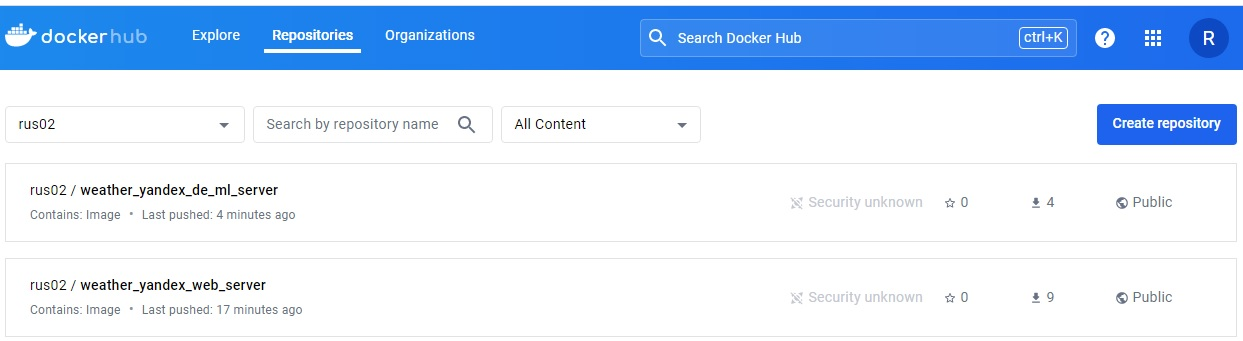 dockerhub Explore Repositories Organizations Search Docker Hub ctrl+K ? R
rus02 Search by repository name All Content Create repository
rus02 / weather_yandex_de_ml_server
Security unknown 0 4 Public
Contains: Image • Last pushed: 4 minutes ago
rus02 / weather_yandex_web_server
Security unknown 0 9 Public
Contains: Image • Last pushed: 17 minutes ago